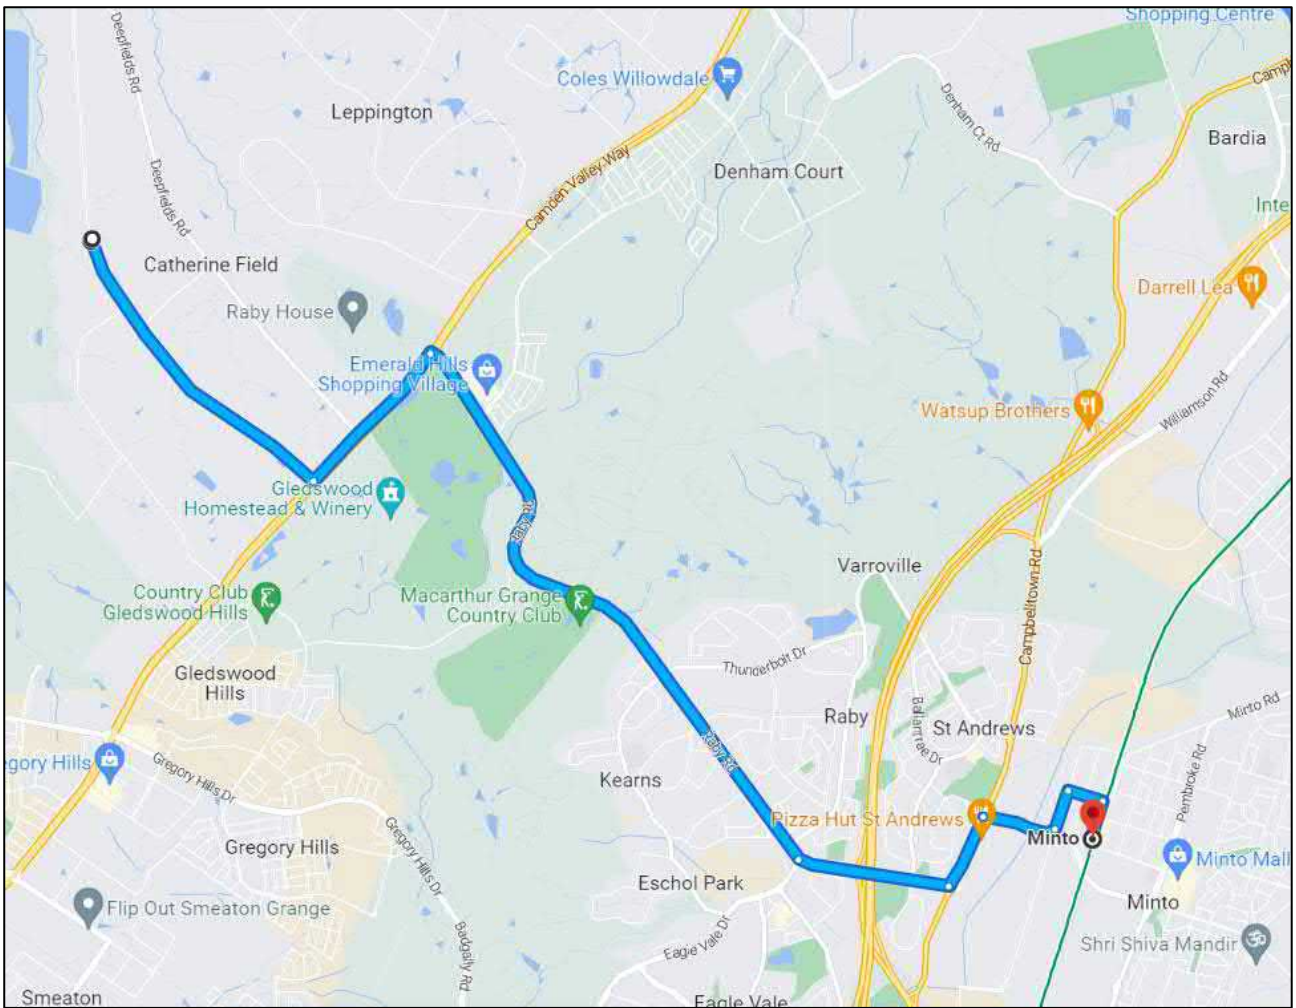 Shopping Centre
Deepfields Rd
Coles Willowdale
Camp
Leppington
Denham Ct Rd
Bardia
Camden Valley Way
Denham Court
Deepfields Rd
Inte
Catherine Field
Darrell Lea
Raby House
Emerald Hills
Shopping Village
Williamson Rd
Watsup Brothers
Gledswood
Homestead & Winery
Raby Rd
Varroville
Country Club
Gledswood Hills
Macarthur Grange
Country Club
Campbelltown Rd
Thunderbolt Dr
Gledswood
Hills
Ballantrae Dr
Minto Rd
Raby
St Andrews
Raby Rd
egory Hills
Gregory Hills Dr
Kearns
Pembroke Rd
Pizza Hut St Andrews
Minto
Gregory Hills
Gregory Hills Dr
Minto Mall
Eschol Park
Flip Out Smeaton Grange
Minto
Eagle Vale Dr
Badgally Rd
Shri Shiva Mandir
Smeaton
Eagle Vale